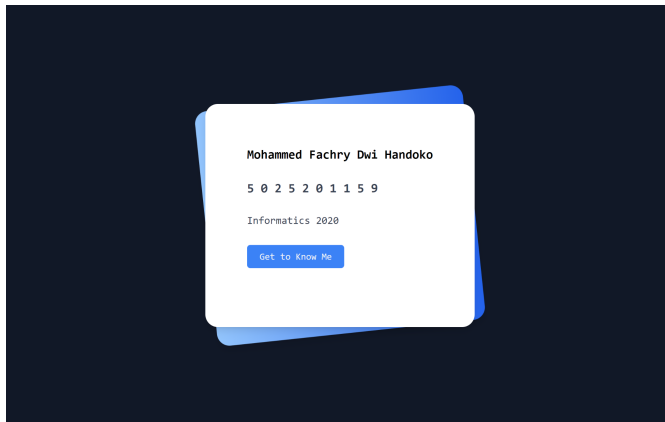 Mohammed Fachry Dwi Handoko
5 0 2 5 2 0 1 1 5 9
Informatics 2020
Get to Know Me